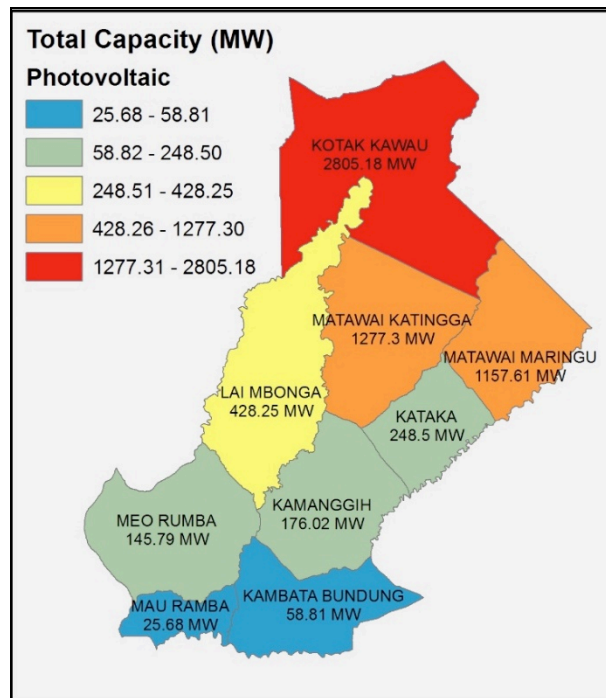 Total Capacity (MW)
Photovoltaic
25.68 - 58.81
58.82 - 248.50
248.51 - 428.25
428.26 - 1277.30
1277.31 - 2805.18
KOTAK KAWAU
2805.18 MW
MATAWAI KATINGGA
1277.3 MW
MATAWAI MARINGU
1157.61 MW
LAI MBONGA
428.25 MW
KATAKA
248.5 MW
KAMANGGIH
176.02 MW
MEO RUMBA
145.79 MW
MAU RAMBA
25.68 MW
KAMBATA BUNDUNG
58.81 MW